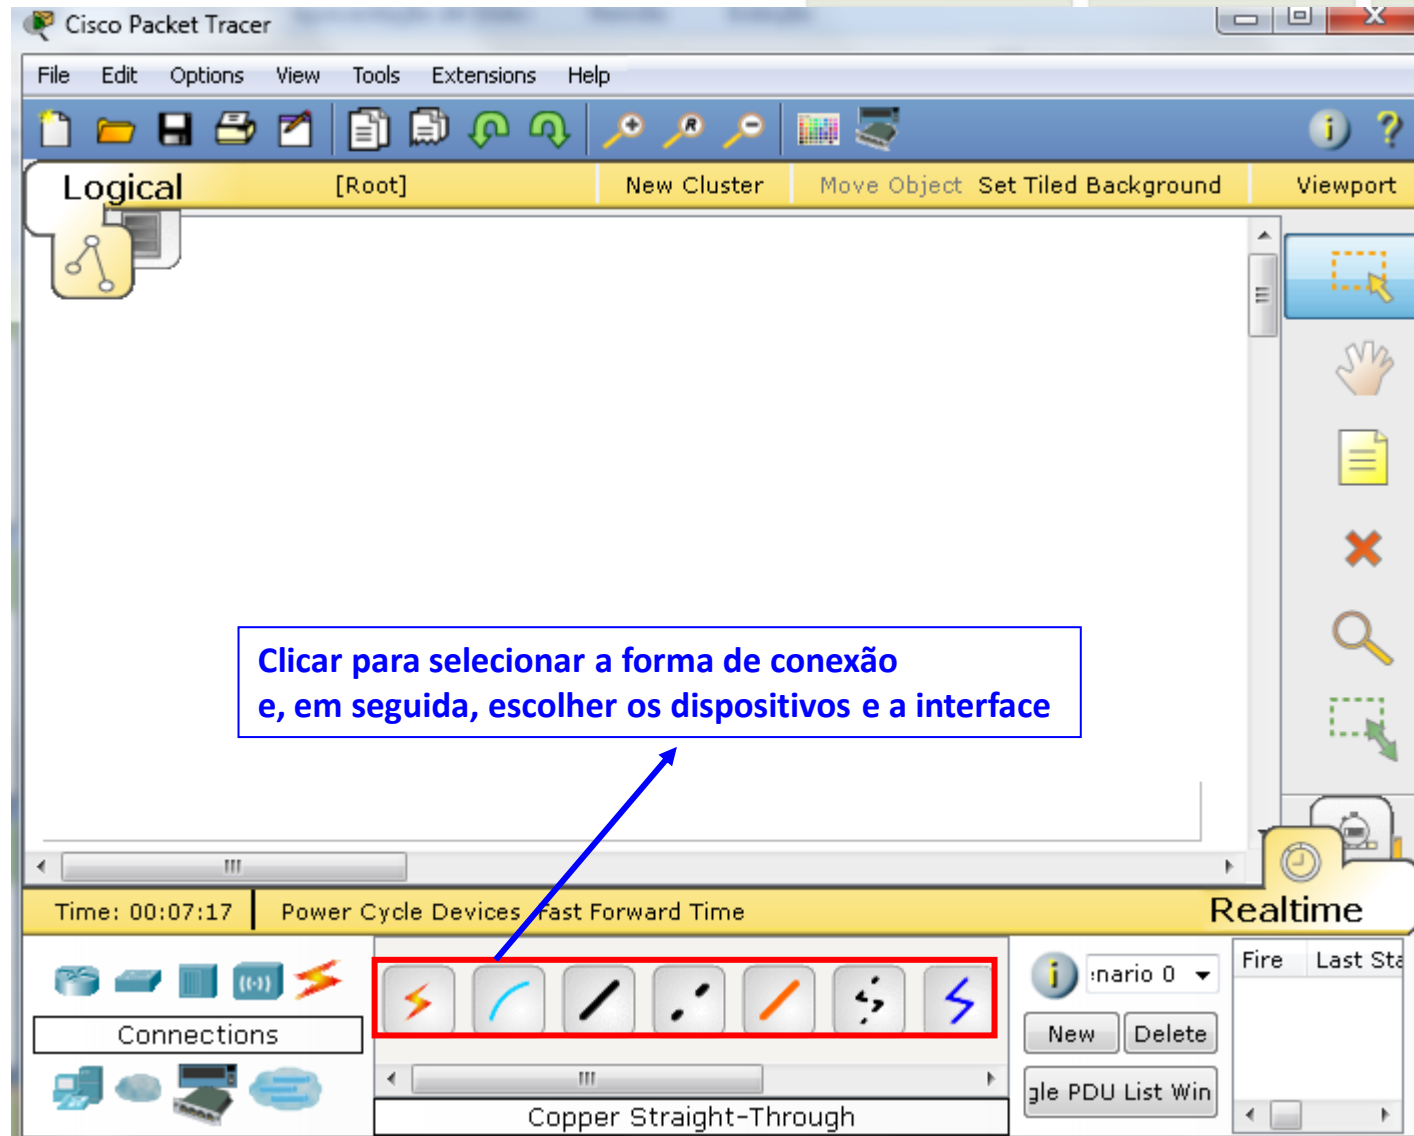 Cisco Packet Tracer
File Edit Options View Tools Extensions Help
Logical [Root] New Cluster Move Object Set Tiled Background Viewport
Clicar para selecionar a forma de conexão
e, em seguida, escolher os dispositivos e a interface
Time: 00:07:17 Power Cycle Devices Fast Forward Time Realtime
Fire Last Sta
nario 0
Connections
New Delete
gle PDU List Win
Copper Straight-Through